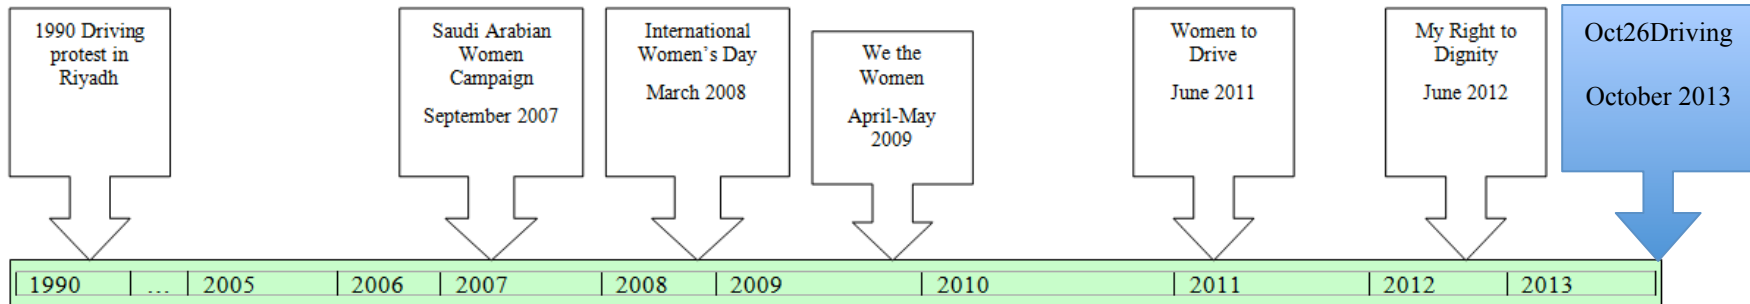 1990 Driving
protest in
Riyadh
Saudi Arabian
Women
Campaign
September 2007
International
Women's Day
March 2008
We the
Women
April-May
2009
Women to
Drive
June 2011
My Right to
Dignity
June 2012
Oct26Driving
October 2013
1990 ... 2005 2006 2007 2008 2009 2010 2011 2012 2013